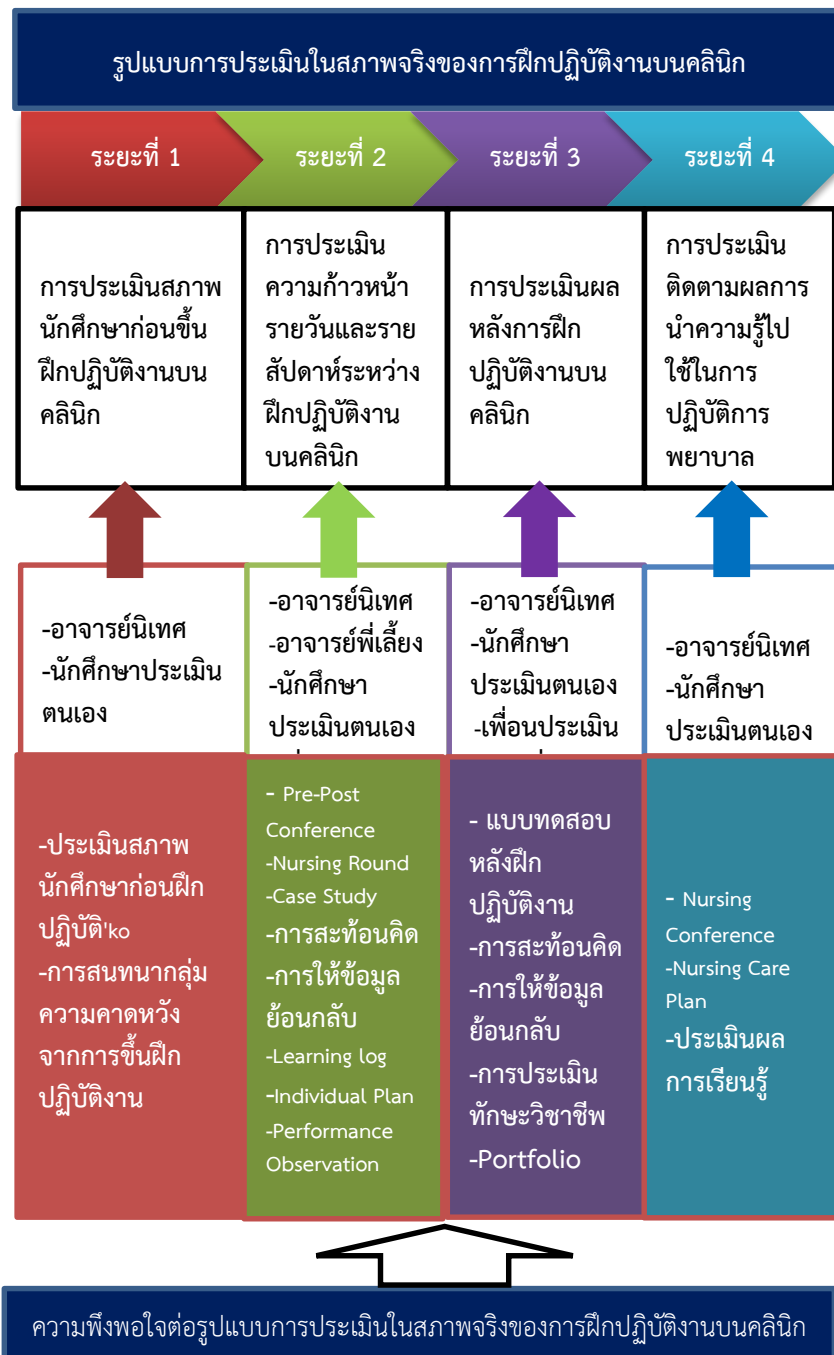 รูปแบบการประเมินในสภาพจริงของการฝึกปฏิบัติงานบนคลินิก
ระยะที่ 1
ระยะที่ 2
ระยะที่ 3
ระยะที่ 4
การประเมินสภาพ
นักศึกษาก่อนขึ้น
ฝึกปฏิบัติงานบน
คลินิก
การประเมิน
ความก้าวหน้า
รายวันและราย
สัปดาห์ระหว่าง
ฝึกปฏิบัติงาน
บนคลินิก
การประเมินผล
หลังการฝึก
ปฏิบัติงานบน
คลินิก
การประเมิน
ติดตามผลการ
นำความรู้ไป
ใช้ในการ
ปฏิบัติการ
พยาบาล
-อาจารย์นิเทศ
-นักศึกษาประเมิน
ตนเอง
-อาจารย์นิเทศ
-อาจารย์พี่เลี้ยง
-นักศึกษา
ประเมินตนเอง
-อาจารย์นิเทศ
-นักศึกษา
ประเมินตนเอง
-เพื่อนประเมิน
-อาจารย์นิเทศ
-นักศึกษา
ประเมินตนเอง
-ประเมินสภาพ
นักศึกษาก่อนฝึก
ปฏิบัติ'ko
-การสนทนากลุ่ม
ความคาดหวัง
จากการขึ้นฝึก
ปฏิบัติงาน
- Pre-Post
Conference
-Nursing Round
-Case Study
-การสะท้อนคิด
-การให้ข้อมูล
ย้อนกลับ
-Learning log
-Individual Plan
-Performance
Observation
- แบบทดสอบ
หลังฝึก
ปฏิบัติงาน
-การสะท้อนคิด
-การให้ข้อมูล
ย้อนกลับ
-การประเมิน
ทักษะวิชาชีพ
-Portfolio
- Nursing
Conference
-Nursing Care
Plan
-ประเมินผล
การเรียนรู้
ความพึงพอใจต่อรูปแบบการประเมินในสภาพจริงของการฝึกปฏิบัติงานบนคลินิก